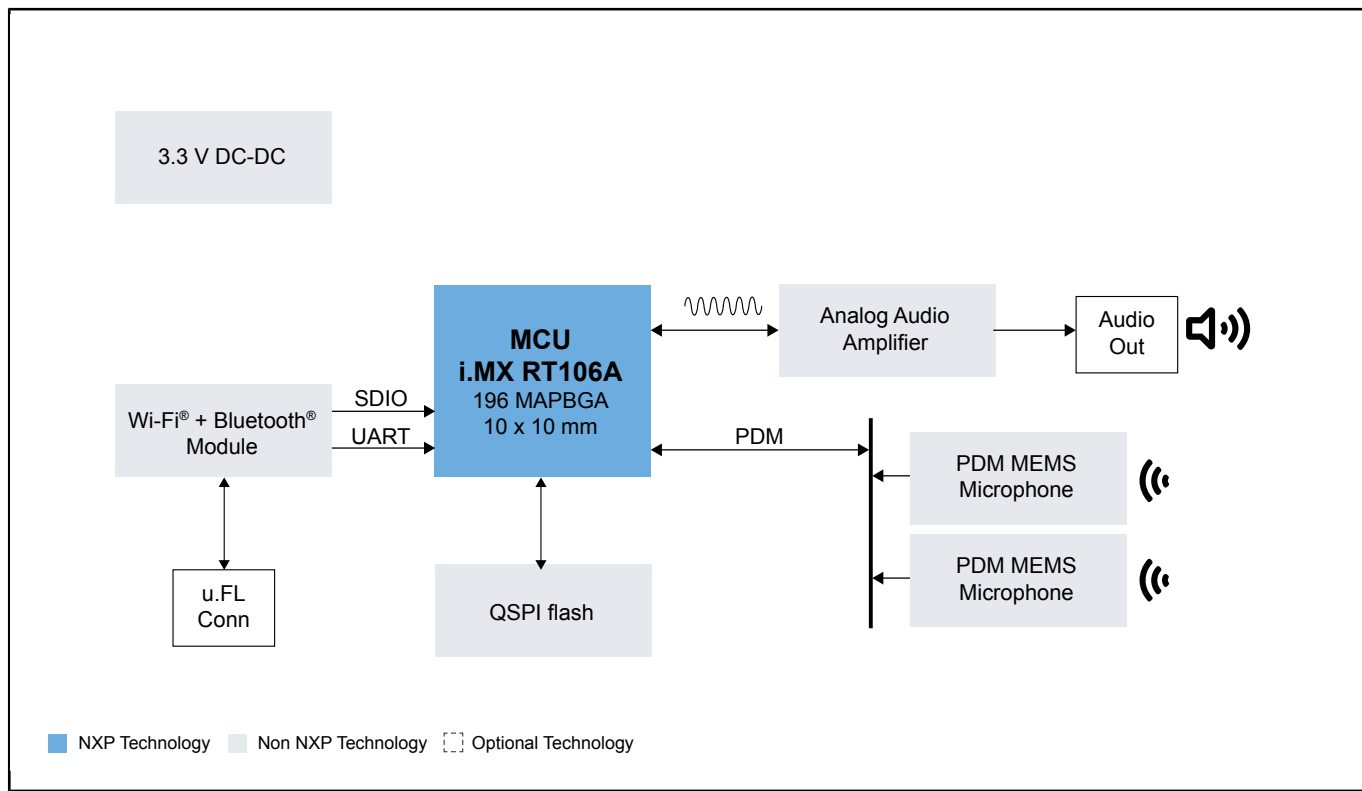 3.3 V DC-DC
MCU
i.MX RT106A
196 MAPBGA
10 x 10 mm
Analog Audio
Amplifier
Audio
Out
Wi-Fi® + Bluetooth®
Module
SDIO
UART
PDM
PDM MEMS
Microphone
PDM MEMS
Microphone
u.FL
Conn
QSPI flash
NXP Technology
Non NXP Technology
Optional Technology